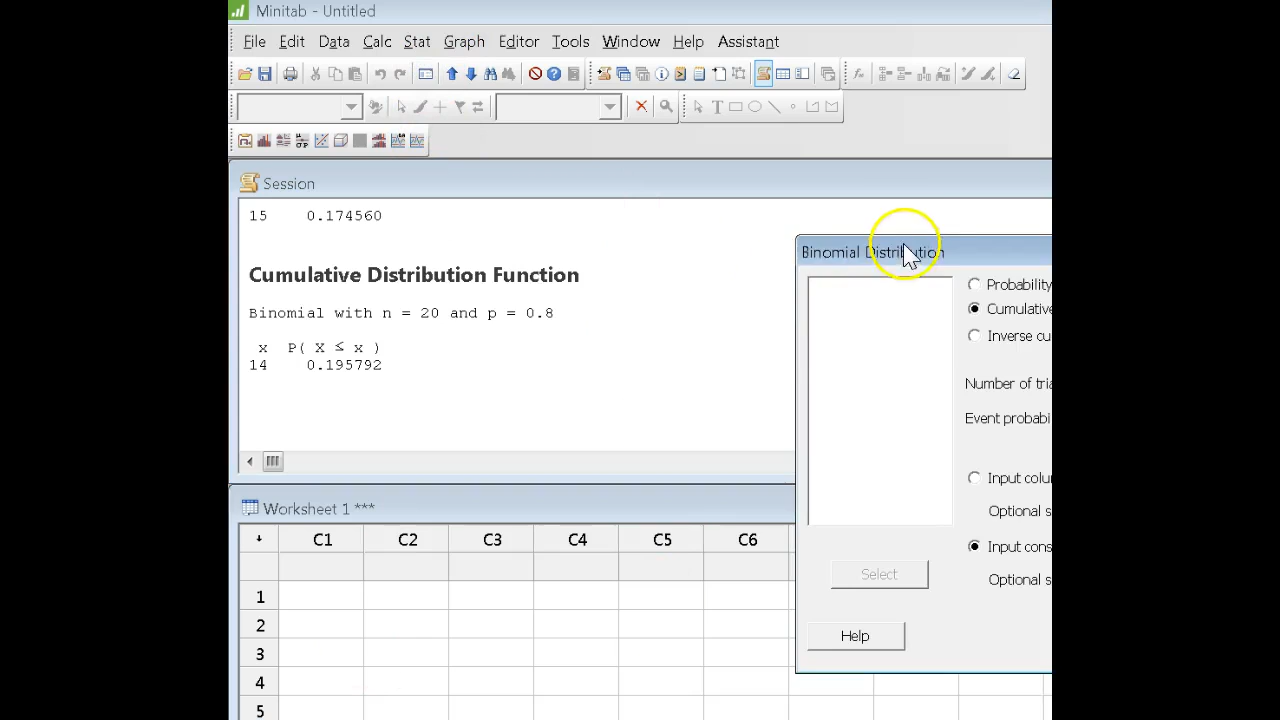 Minitab - Untitled
File Edit Data Calc Stat Graph Editor Tools Window Help Assistant
Session
15 0.174560
Cumulative Distribution Function
Binomial with n = 20 and p = 0.8
x P( X ≤ x )
14 0.195792
Binomial Distribution
Probability
Cumulative
Inverse cu
Number of tria
Event probabi
Input colu
Optional s
Input cons
Optional s
Select
Help
Worksheet 1 ***
C1 C2 C3 C4 C5 C6
1
2
3
4
5